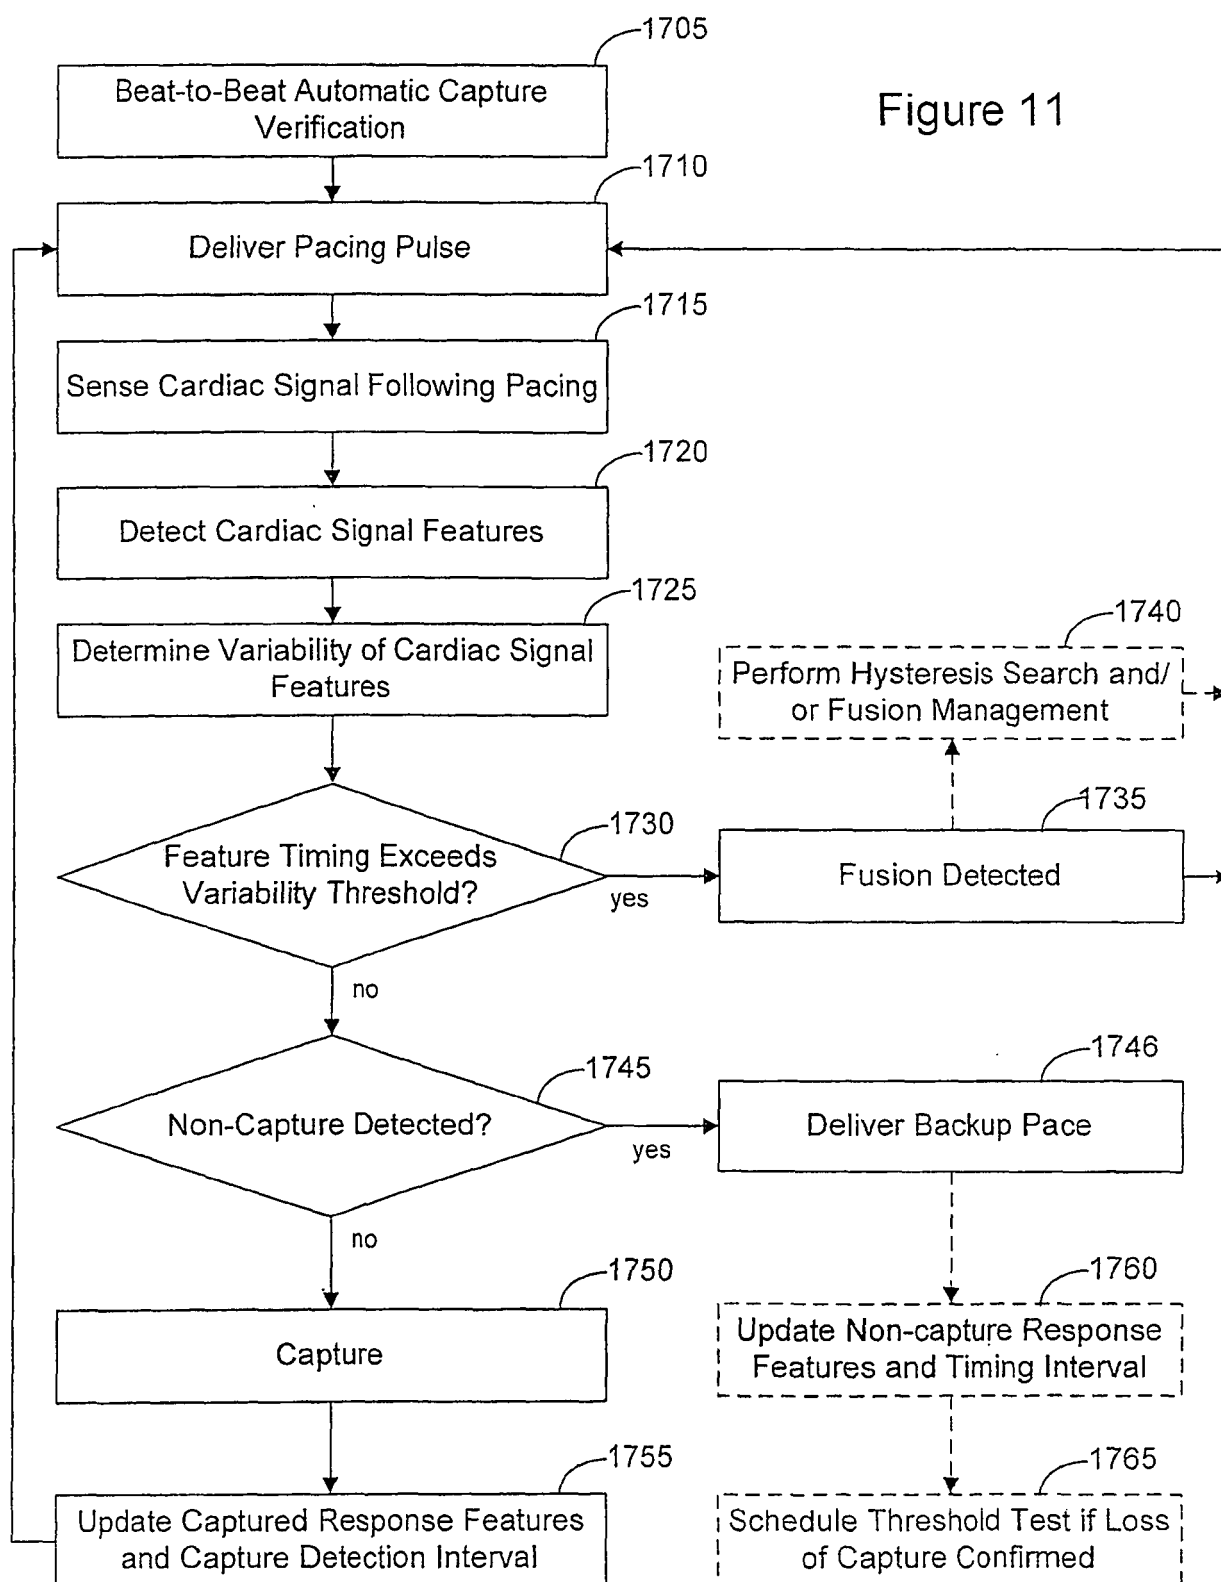 1705
Beat-to-Beat Automatic Capture
Verification
Figure 11
1710
Deliver Pacing Pulse
1715
Sense Cardiac Signal Following Pacing
1720
Detect Cardiac Signal Features
1725
Determine Variability of Cardiac Signal
Features
1740
Perform Hysteresis Search and/
or Fusion Management
1730
Feature Timing Exceeds
Variability Threshold?
yes
1735
Fusion Detected
no
1745
Non-Capture Detected?
yes
1746
Deliver Backup Pace
no
1750
Capture
1760
Update Non-capture Response
Features and Timing Interval
1755
Update Captured Response Features
and Capture Detection Interval
1765
Schedule Threshold Test if Loss
of Capture Confirmed